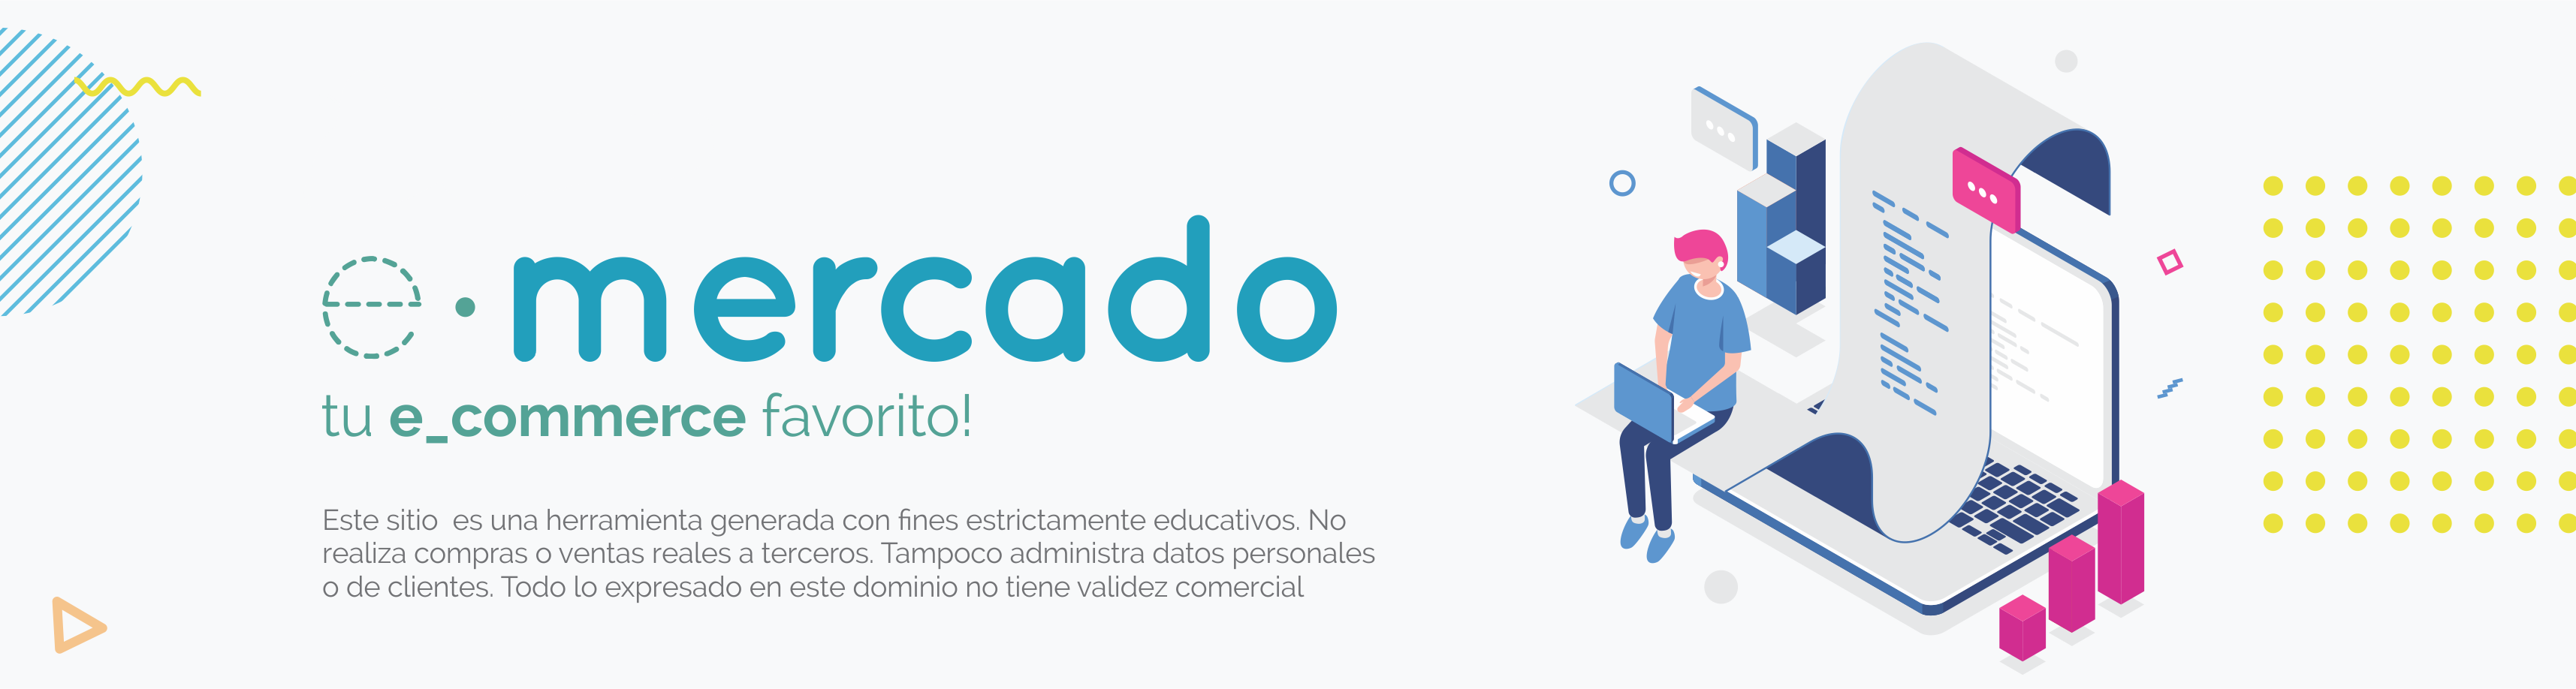 e · mercado
tu e_commerce favorito!
Este sitio  es una herramienta generada con fines estrictamente educativos. No
realiza compras o ventas reales a terceros. Tampoco administra datos personales
o de clientes. Todo lo expresado en este dominio no tiene validez comercial